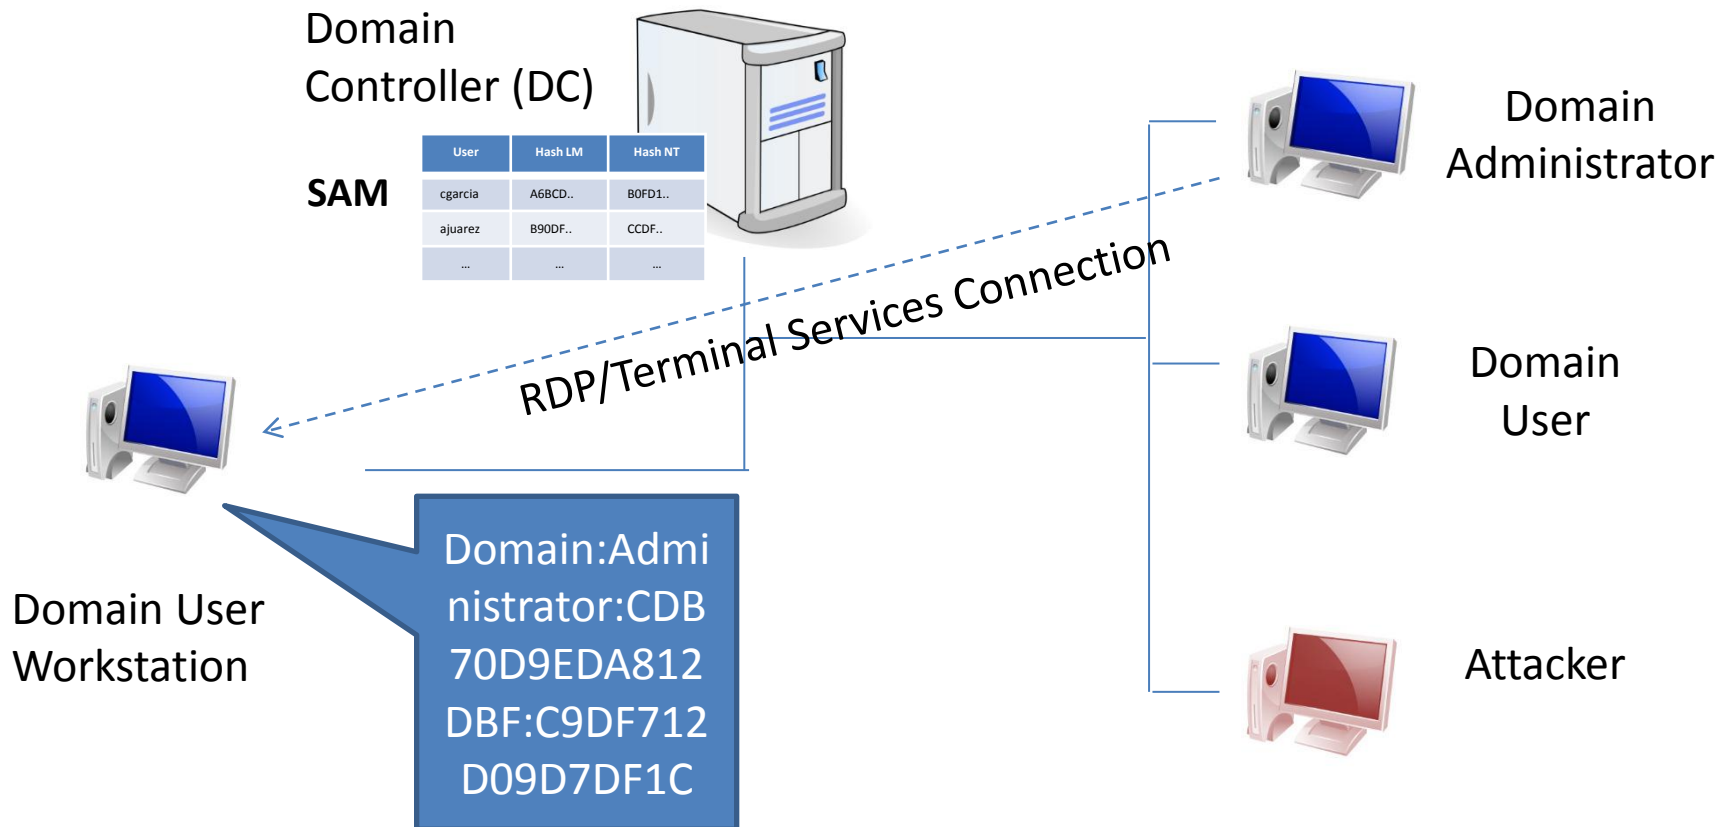 Domain
Controller (DC)
SAM
User Hash LM Hash NT
cgarcia A6BCD.. B0FD1..
ajuarez B90DF.. CCDF..
... ... ...
Domain
Administrator
RDP/Terminal Services Connection
Domain
User
Domain User
Workstation
Domain:Admi
nistrator:CDB
70D9EDA812
DBF:C9DF712
D09D7DF1C
Attacker